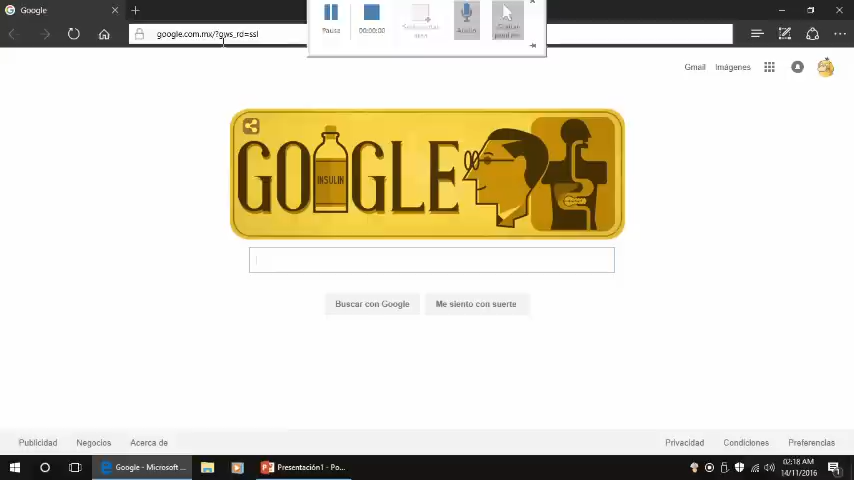 Google
google.com.mx/?gws_rd=ssl
Pausa
00:00:00
Audio
Gmail
Imágenes
GOOGLE
INSULIN
Buscar con Google
Me siento con suerte
Publicidad
Negocios
Acerca de
Privacidad
Condiciones
Preferencias
Google - Microsoft ...
Presentación1 - Po...
02:18 AM
14/11/2016